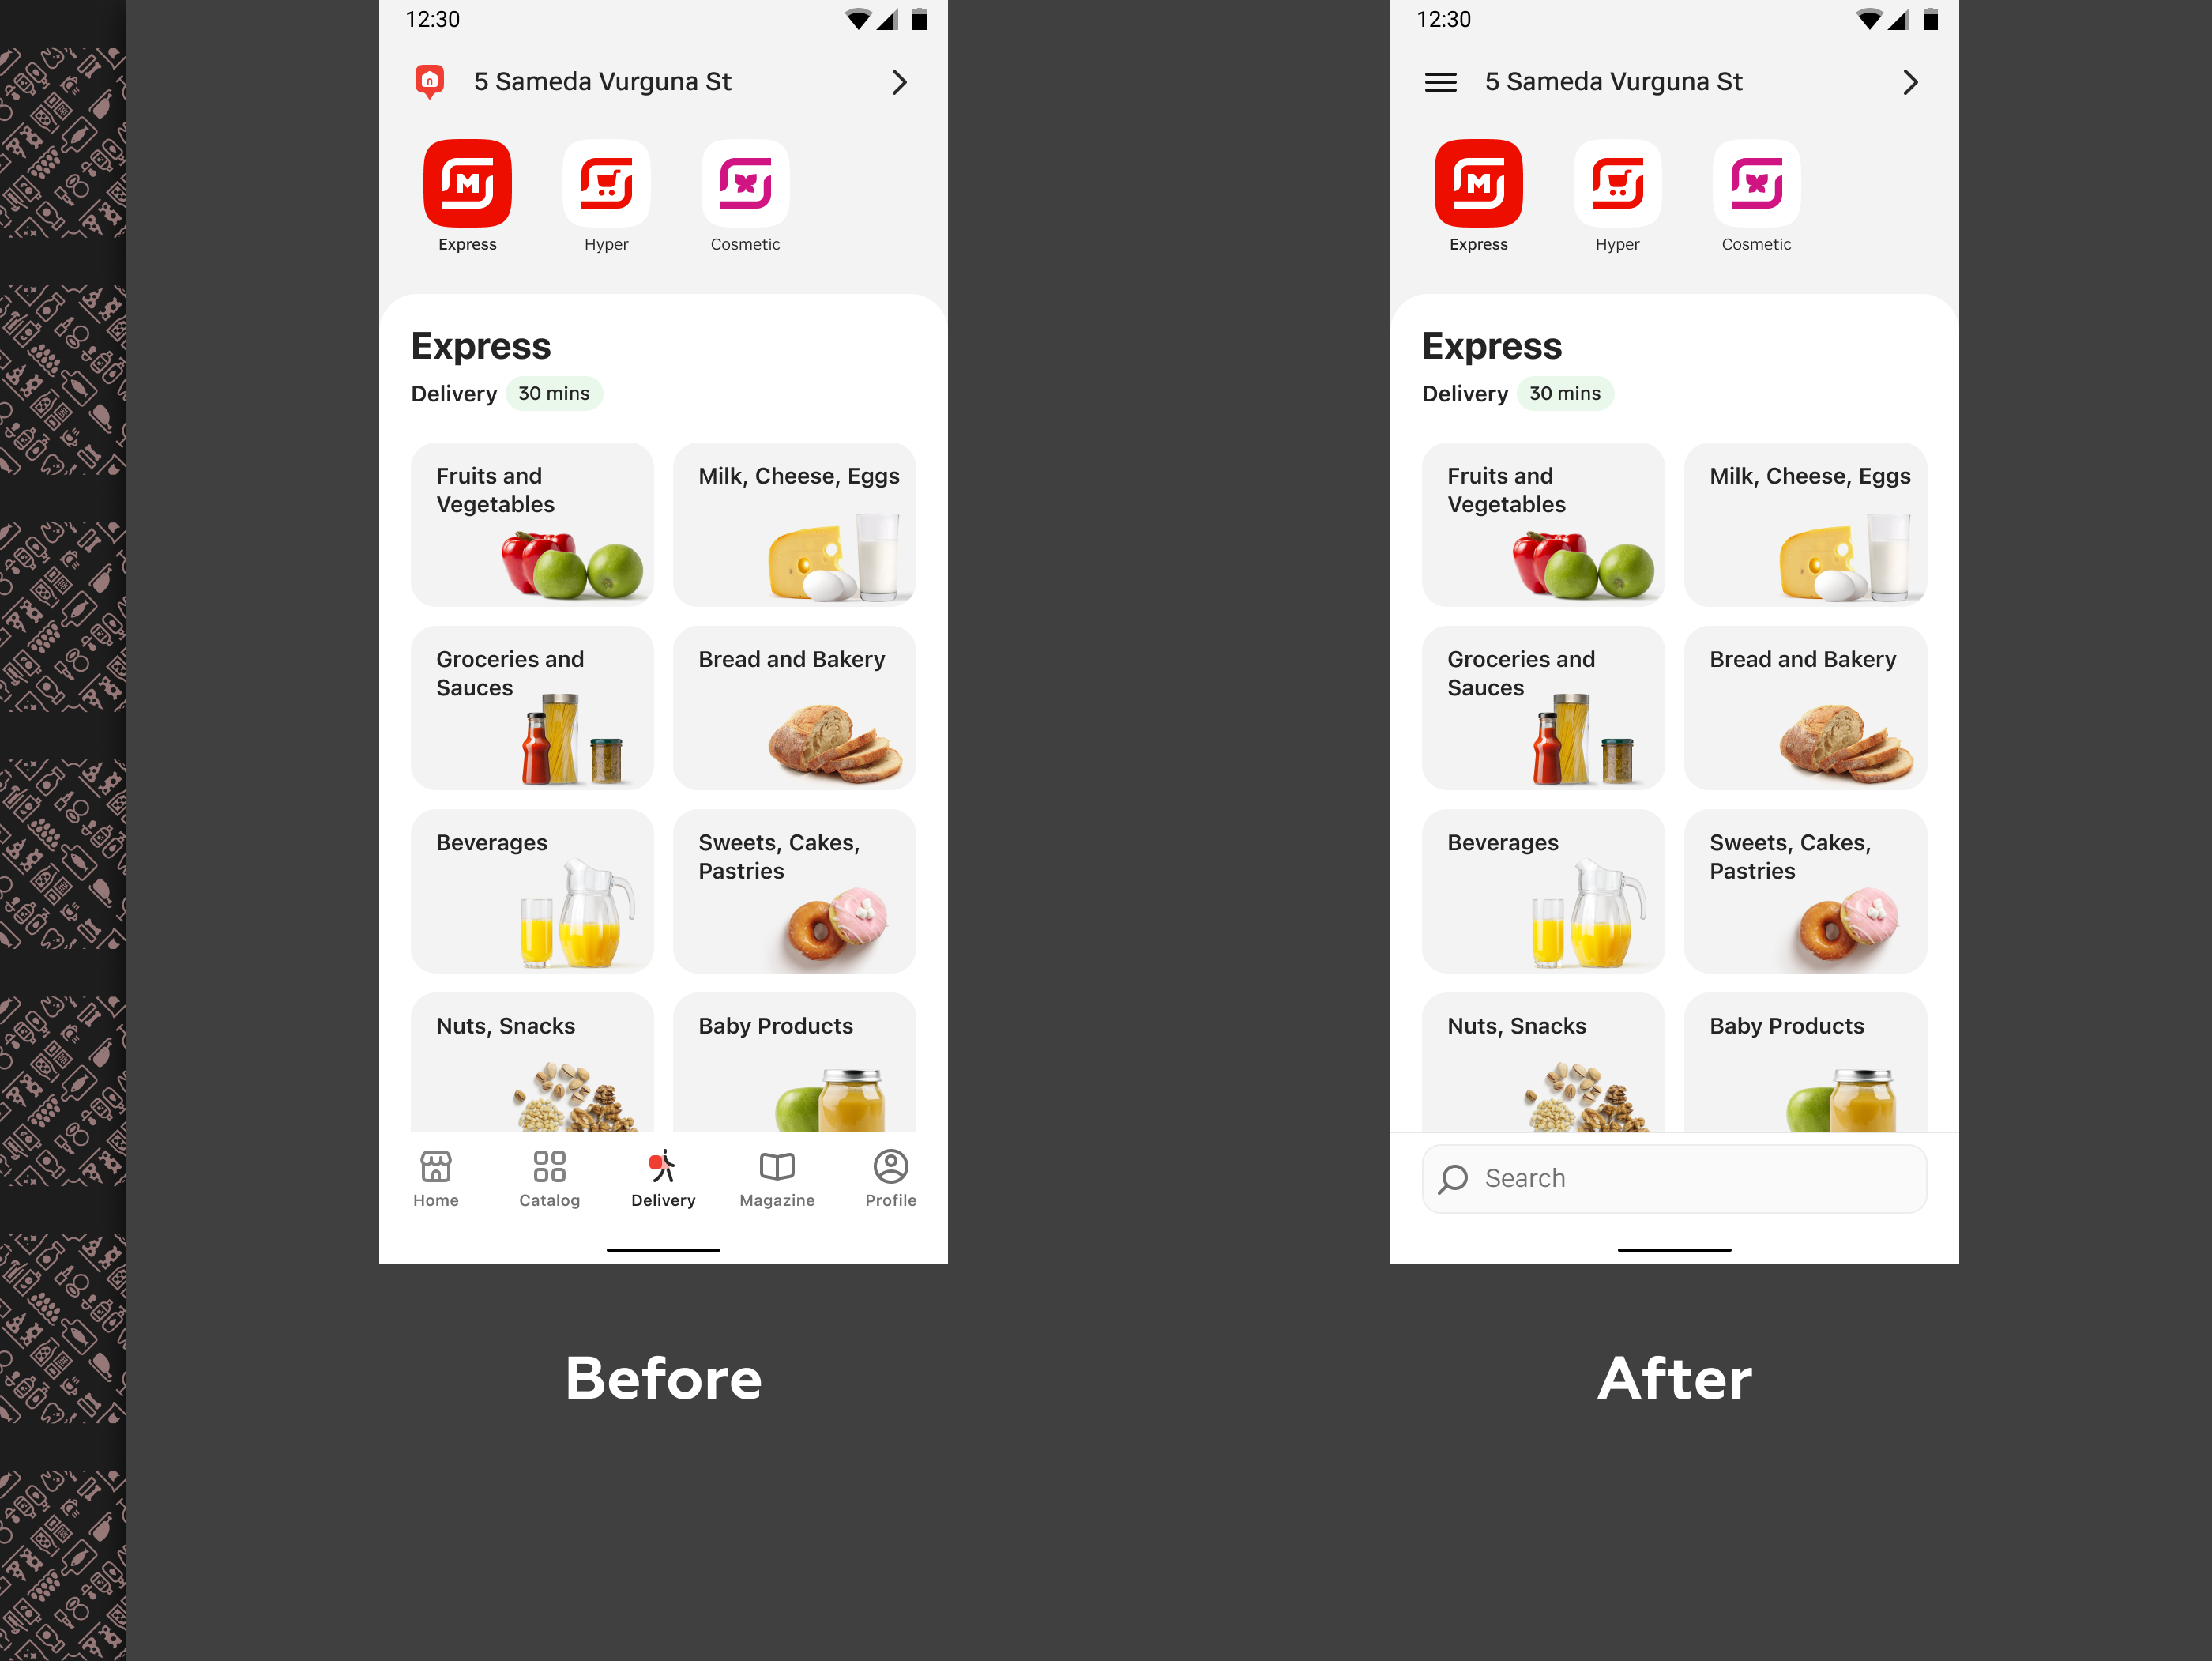 12:30
5 Sameda Vurguna St
M
Express
Hyper
Cosmetic
Express
Delivery 30 mins
Fruits and
Vegetables
Milk, Cheese, Eggs
Groceries and
Sauces
Bread and Bakery
Beverages
Sweets, Cakes,
Pastries
Nuts, Snacks
Baby Products
Home
Catalog
Delivery
Magazine
Profile
Before
12:30
5 Sameda Vurguna St
M
Express
Hyper
Cosmetic
Express
Delivery 30 mins
Fruits and
Vegetables
Milk, Cheese, Eggs
Groceries and
Sauces
Bread and Bakery
Beverages
Sweets, Cakes,
Pastries
Nuts, Snacks
Baby Products
Search
After